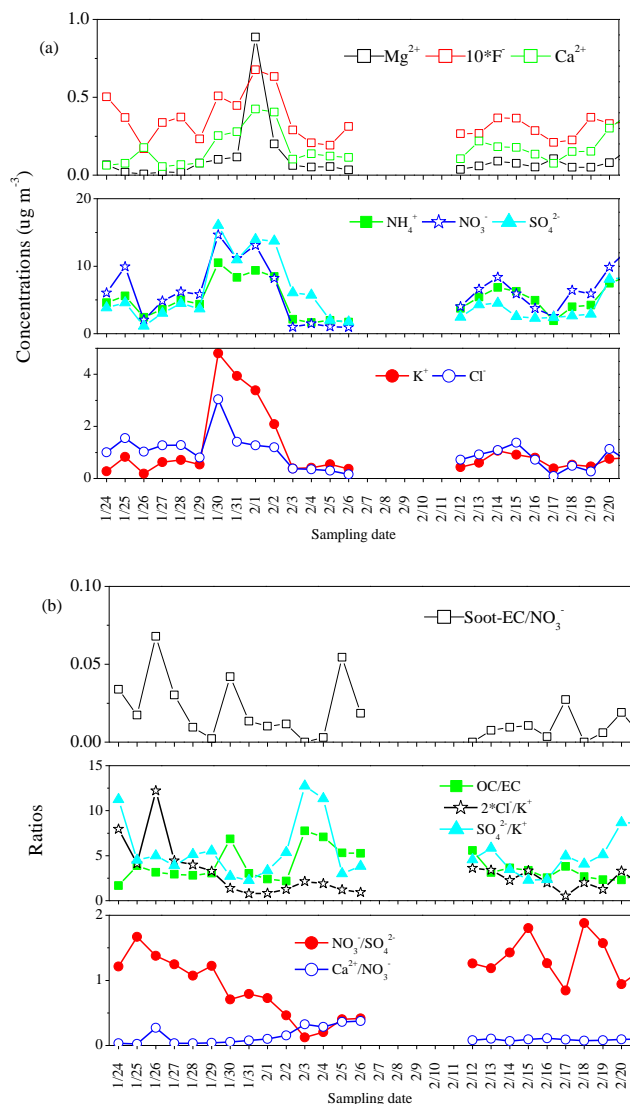 (a)
Mg²⁺ 10*F⁻ Ca²⁺
1.0
0.5
0.0
NH₄⁺ NO₃⁻ SO₄²⁻
20
10
0
K⁺ Cl⁻
4
2
0
Concentrations (ug m⁻³)
1/24 1/25 1/26 1/27 1/28 1/29 1/30 1/31 2/1 2/2 2/3 2/4 2/5 2/6 2/7 2/8 2/9 2/10 2/11 2/12 2/13 2/14 2/15 2/16 2/17 2/18 2/19 2/20
Sampling date
(b)
Soot-EC/NO₃⁻
0.10
0.05
0.00
OC/EC
2*Cl⁻/K⁺
SO₄²⁻/K⁺
15
10
5
0
NO₃⁻/SO₄²⁻
Ca²⁺/NO₃⁻
2
1
0
Ratios
1/24 1/25 1/26 1/27 1/28 1/29 1/30 1/31 2/1 2/2 2/3 2/4 2/5 2/6 2/7 2/8 2/9 2/10 2/11 2/12 2/13 2/14 2/15 2/16 2/17 2/18 2/19 2/20
Sampling date